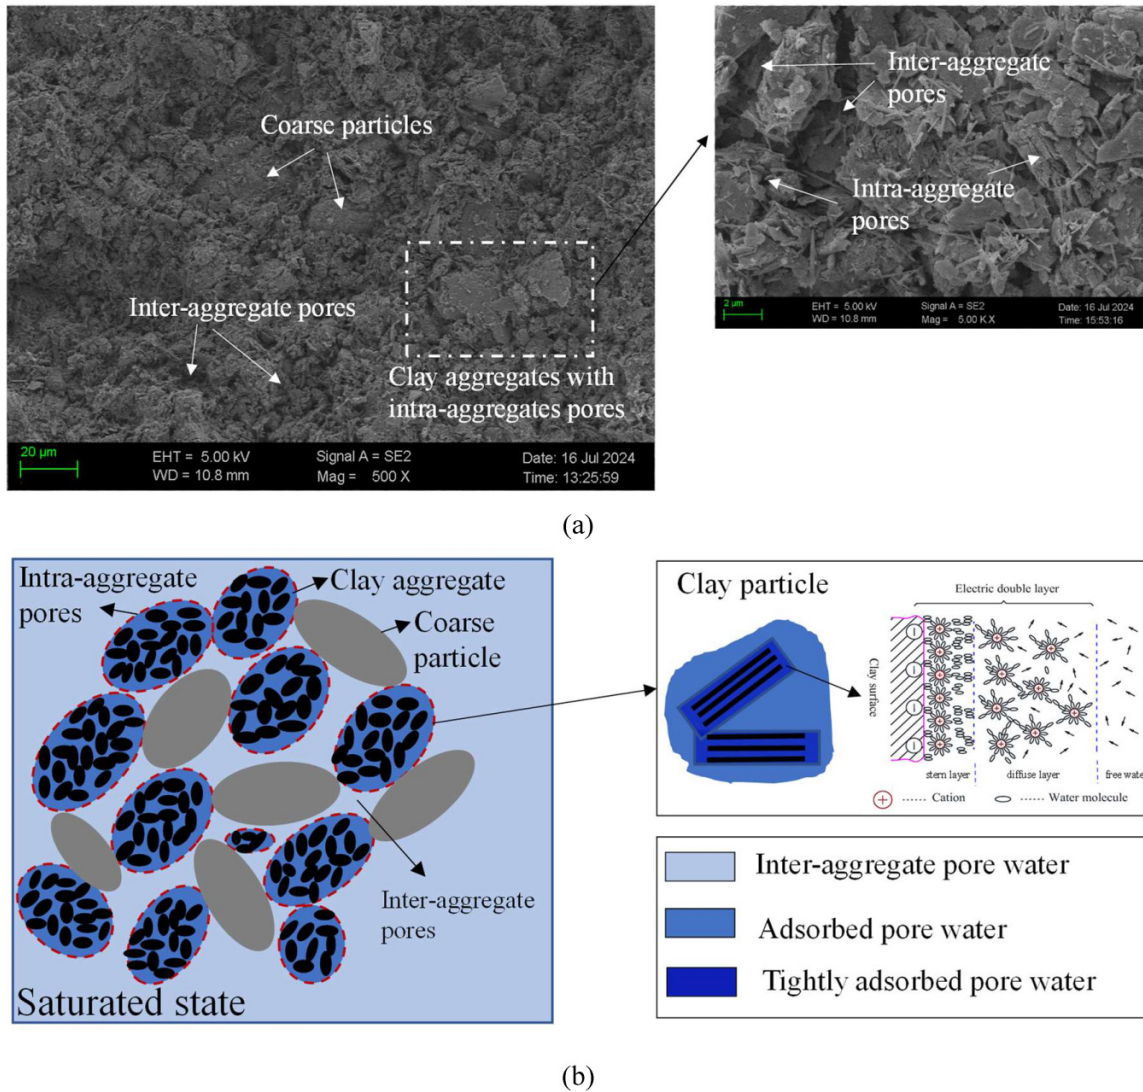 Coarse particles
Inter-aggregate pores
Clay aggregates with
intra-aggregates pores
20 µm
EHT = 5.00 kV
WD = 10.8 mm
Signal A = SE2
Mag = 500 X
Date: 16 Jul 2024
Time: 13:25:59
Inter-aggregate
pores
Intra-aggregate
pores
2 µm
EHT = 5.00 kV
WD = 10.8 mm
Signal A = SE2
Mag = 5.00 K X
Date: 16 Jul 2024
Time: 15:53:16
(a)
Intra-aggregate
pores
Clay aggregate
Coarse
particle
Inter-aggregate
pores
Saturated state
Clay particle
Electric double layer
Clay surface
stern layer
diffuse layer
free wate
+ Cation
Water molecule
Inter-aggregate pore water
Adsorbed pore water
Tightly adsorbed pore water
(b)